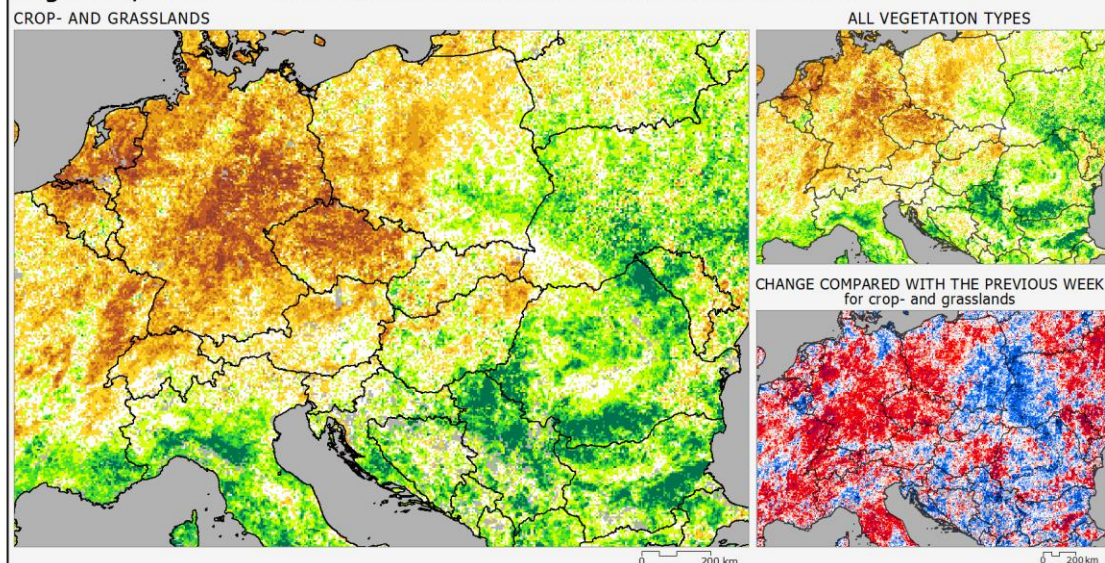 CROP- AND GRASSLANDS
ALL VEGETATION TYPES
CHANGE COMPARED WITH THE PREVIOUS WEEK
for crop- and grasslands
0 200 km
0 200 km